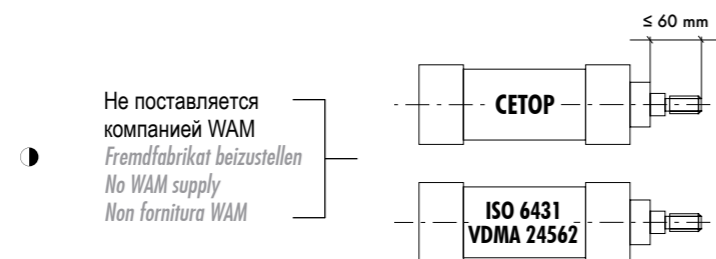 ≤ 60 mm
Не поставляется
компанией WAM
Fremdfabrikat beizustellen
No WAM supply
Non fornitura WAM
CETOP
ISO 6431
VDMA 24562